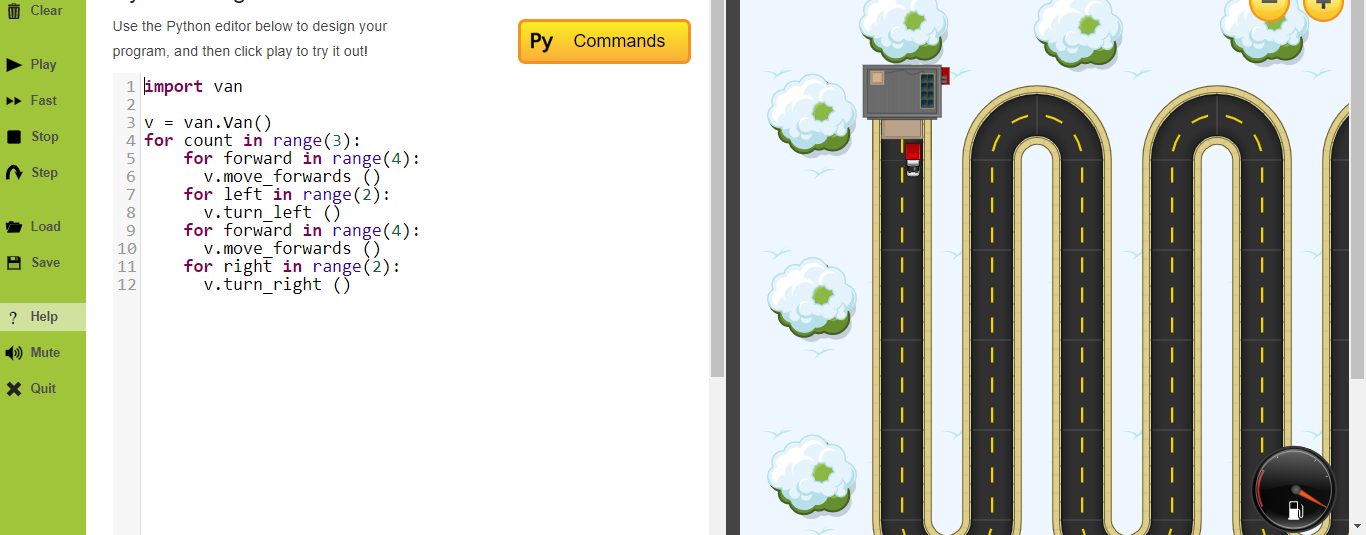 Clear
Play
Fast
Stop
Step
Load
Save
? Help
Mute
Quit
Use the Python editor below to design your
program, and then click play to try it out!
Py Commands
1 import van
2
3 v = van.Van()
4 for count in range(3):
5     for forward in range(4):
6       v.move_forwards ()
7     for left in range(2):
8       v.turn_left ()
9     for forward in range(4):
10       v.move_forwards ()
11     for right in range(2):
12       v.turn_right ()